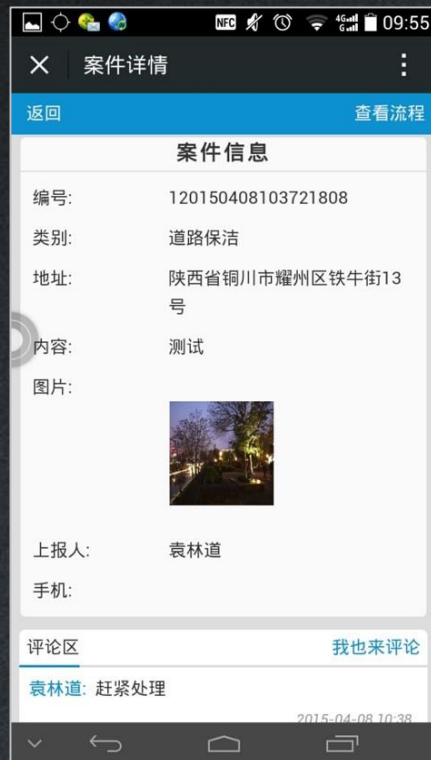 NFC 4G G 09:55
案件详情
返回 查看流程
案件信息
编号: 120150408103721808
类别: 道路保洁
地址: 陕西省铜川市耀州区铁牛街13
号
内容: 测试
图片:
上报人: 袁林道
手机:
评论区 我也来评论
袁林道: 赶紧处理
2015-04-08 10:38